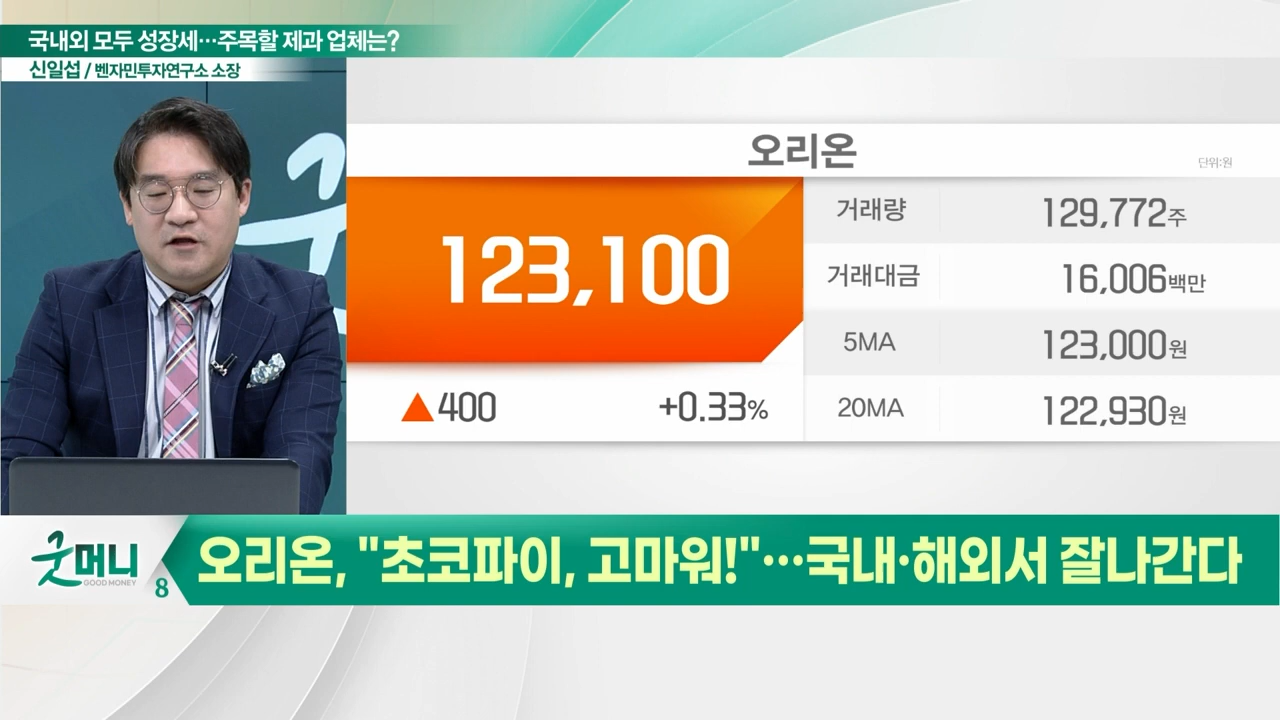 국내외 모두 성장세…주목할 제과 업체는?
신일섭 / 벤자민투자연구소 소장
오리온
단위:원
123,100
▲400 +0.33%
거래량 129,772주
거래대금 16,006백만
5MA 123,000원
20MA 122,930원
굿머니
GOOD MONEY
8
오리온, "초코파이, 고마워!"…국내·해외서 잘나간다